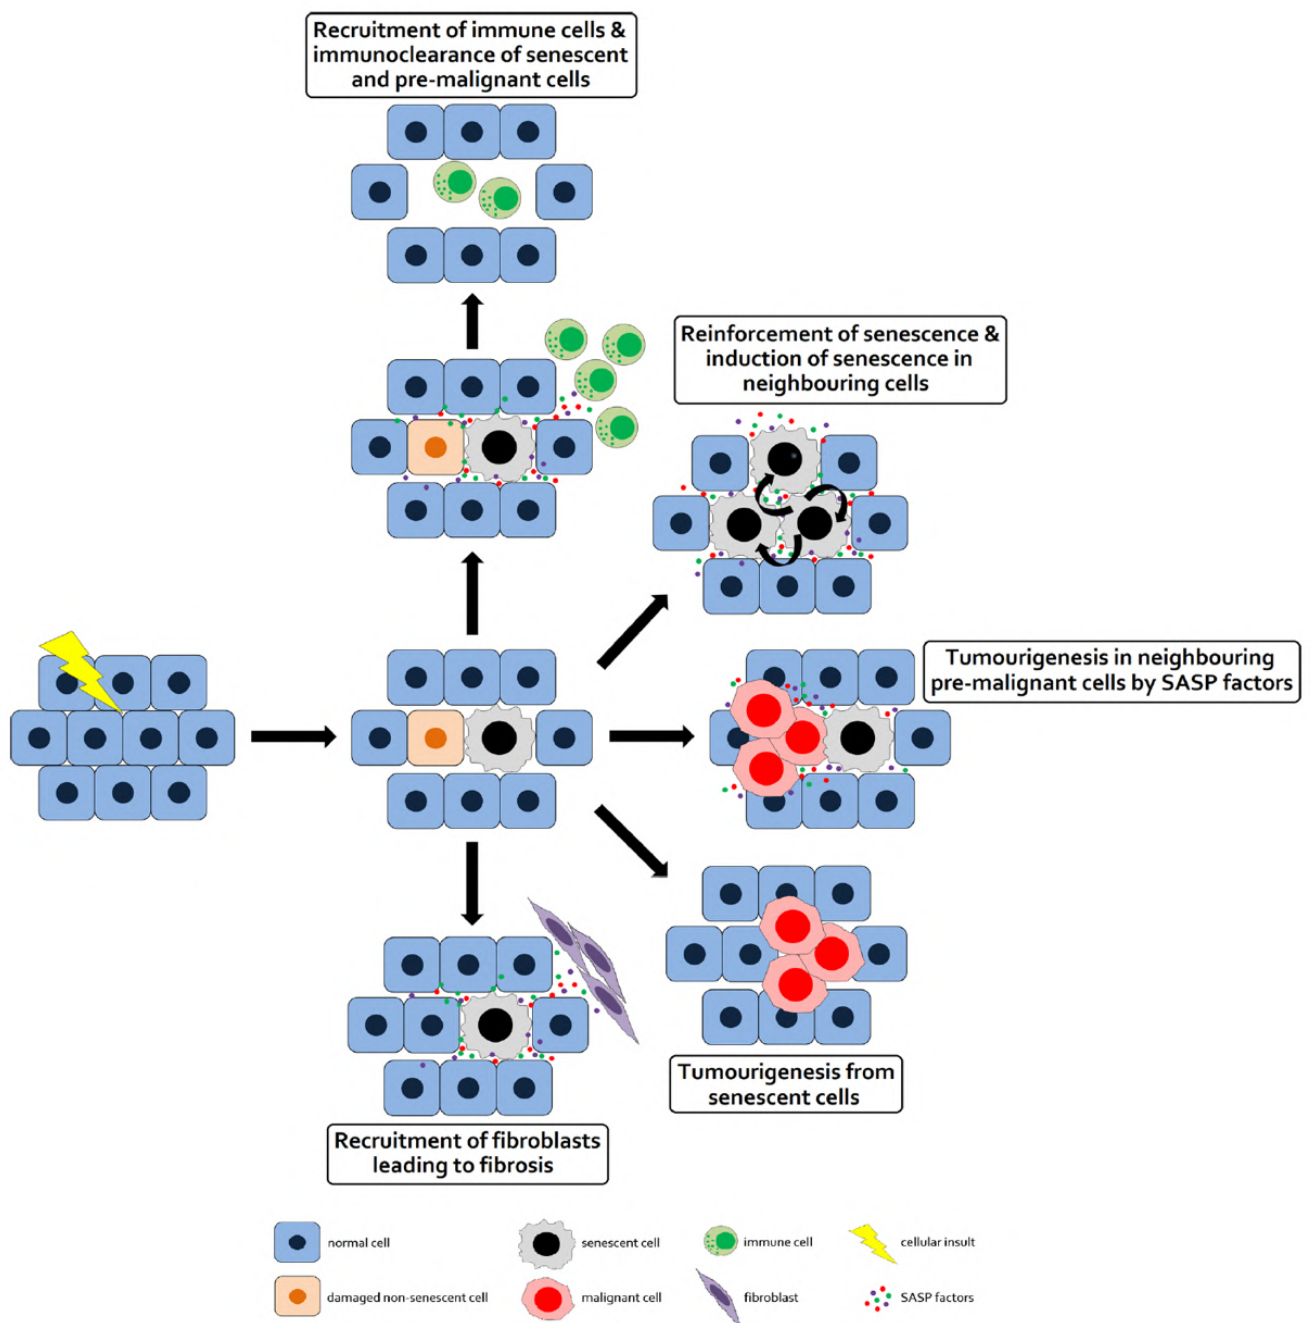 Recruitment of immune cells &
immunoclearance of senescent
and pre-malignant cells
Reinforcement of senescence &
induction of senescence in
neighbouring cells
Tumourigenesis in neighbouring
pre-malignant cells by SASP factors
Tumourigenesis from
senescent cells
Recruitment of fibroblasts
leading to fibrosis
normal cell
senescent cell
immune cell
cellular insult
damaged non-senescent cell
malignant cell
fibroblast
SASP factors